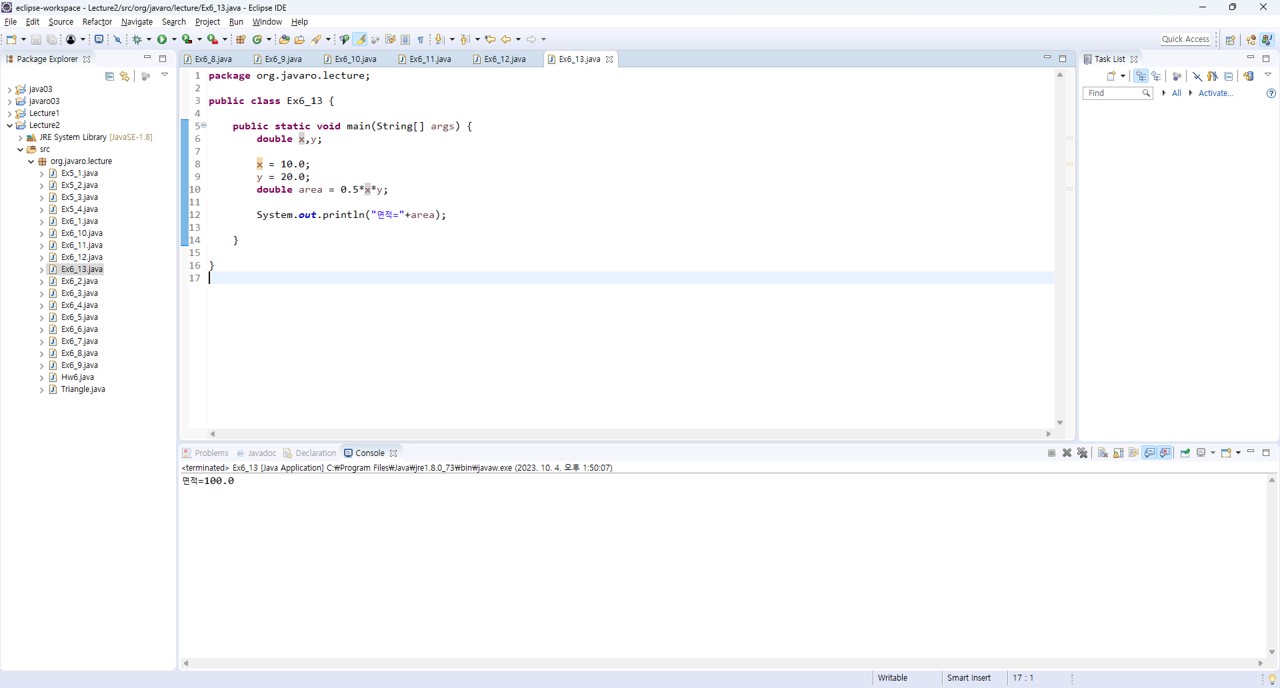 eclipse-workspace - Lecture2/src/org/javaro/lecture/Ex6_13.java - Eclipse IDE
File Edit Source Refactor Navigate Search Project Run Window Help
Quick Access
Package Explorer
java03
javaro03
Lecture1
Lecture2
JRE System Library [JavaSE-1.8]
src
org.javaro.lecture
Ex5_1.java
Ex5_2.java
Ex5_3.java
Ex5_4.java
Ex6_1.java
Ex6_10.java
Ex6_11.java
Ex6_12.java
Ex6_13.java
Ex6_2.java
Ex6_3.java
Ex6_4.java
Ex6_5.java
Ex6_6.java
Ex6_7.java
Ex6_8.java
Ex6_9.java
Hw6.java
Triangle.java
Ex6_8.java Ex6_9.java Ex6_10.java Ex6_11.java Ex6_12.java Ex6_13.java
1 package org.javaro.lecture;
2
3 public class Ex6_13 {
4
5 public static void main(String[] args) {
6 double x,y;
7
8 x = 10.0;
9 y = 20.0;
10 double area = 0.5*x*y;
11
12 System.out.println("면적="+area);
13
14 }
15
16 }
17
Task List
Find All Activate...
Problems Javadoc Declaration Console
<terminated> Ex6_13 [Java Application] C:₩Program Files₩Java₩jre1.8.0_73₩bin₩javaw.exe (2023. 10. 4. 오후 1:50:07)
면적=100.0
Writable Smart Insert 17 : 1